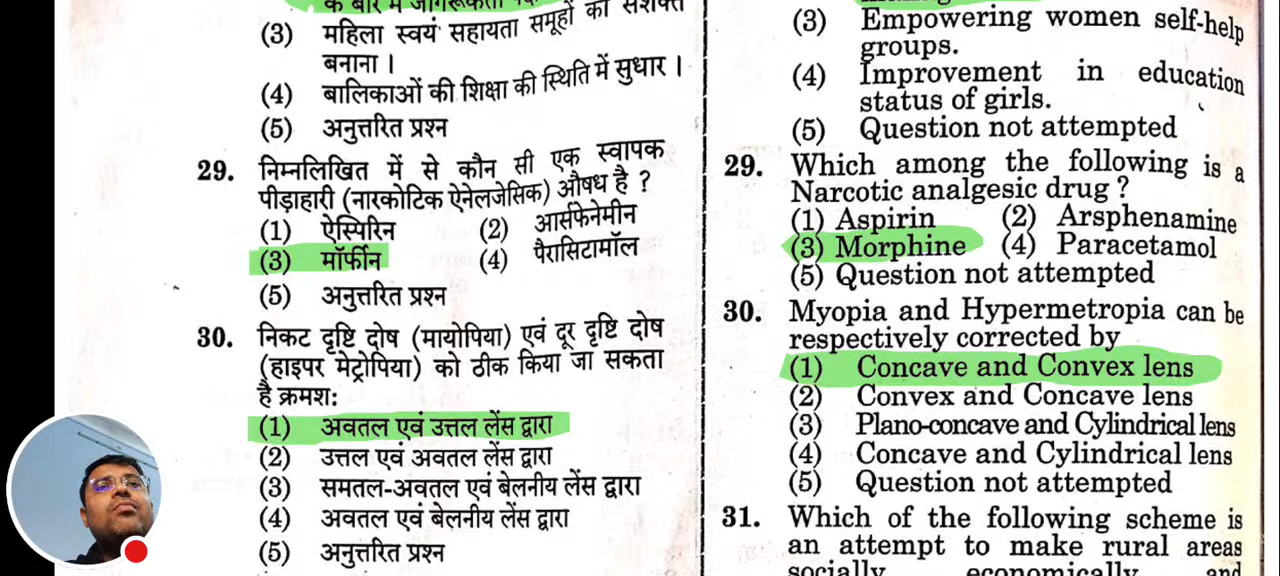 के बारे में जागरूकता
(3) महिला स्वयं सहायता समूहों को सशक्त
बनाना ।
(4) बालिकाओं की शिक्षा की स्थिति में सुधार ।
(5) अनुत्तरित प्रश्न
29. निम्नलिखित में से कौन सी एक स्वापक
पीड़ाहारी (नारकोटिक ऐनेलजेसिक) औषध है ?
(1) ऐस्पिरिन (2) आर्सफेनेमीन
(3) मॉर्फीन (4) पैरासिटामॉल
(5) अनुत्तरित प्रश्न
30. निकट दृष्टि दोष (मायोपिया) एवं दूर दृष्टि दोष
(हाइपर मेट्रोपिया) को ठीक किया जा सकता
है क्रमशः
(1) अवतल एवं उत्तल लेंस द्वारा
(2) उत्तल एवं अवतल लेंस द्वारा
(3) समतल-अवतल एवं बेलनीय लेंस द्वारा
(4) अवतल एवं बेलनीय लेंस द्वारा
(5) अनुत्तरित प्रश्न
(3) Empowering women self-help
groups.
(4) Improvement in education
status of girls.
(5) Question not attempted
29. Which among the following is a
Narcotic analgesic drug ?
(1) Aspirin (2) Arsphenamine
(3) Morphine (4) Paracetamol
(5) Question not attempted
30. Myopia and Hypermetropia can be
respectively corrected by
(1) Concave and Convex lens
(2) Convex and Concave lens
(3) Plano-concave and Cylindrical lens
(4) Concave and Cylindrical lens
(5) Question not attempted
31. Which of the following scheme is
an attempt to make rural areas
socially, economically and